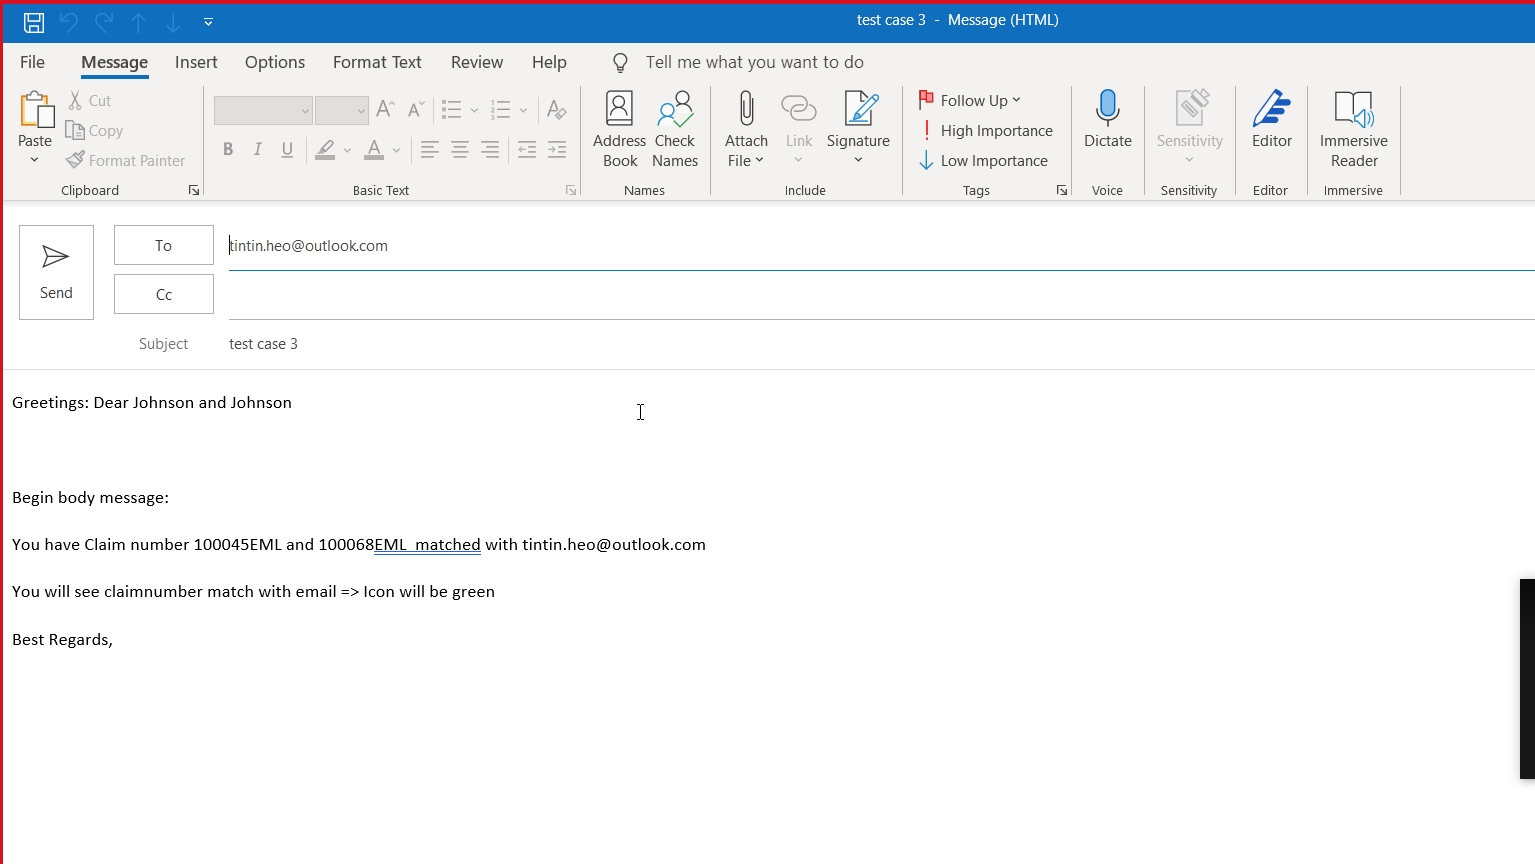 test case 3 - Message (HTML)
File Message Insert Options Format Text Review Help Tell me what you want to do
Paste
Cut
Copy
Format Painter
Clipboard
B I U A
Basic Text
Address Book
Check Names
Names
Attach File
Link
Signature
Include
Follow Up
High Importance
Low Importance
Tags
Dictate
Voice
Sensitivity
Sensitivity
Editor
Editor
Immersive Reader
Immersive
Send
To tintin.heo@outlook.com
Cc
Subject test case 3
Greetings: Dear Johnson and Johnson
Begin body message:
You have Claim number 100045EML and 100068EML  matched with tintin.heo@outlook.com
You will see claimnumber match with email => Icon will be green
Best Regards,